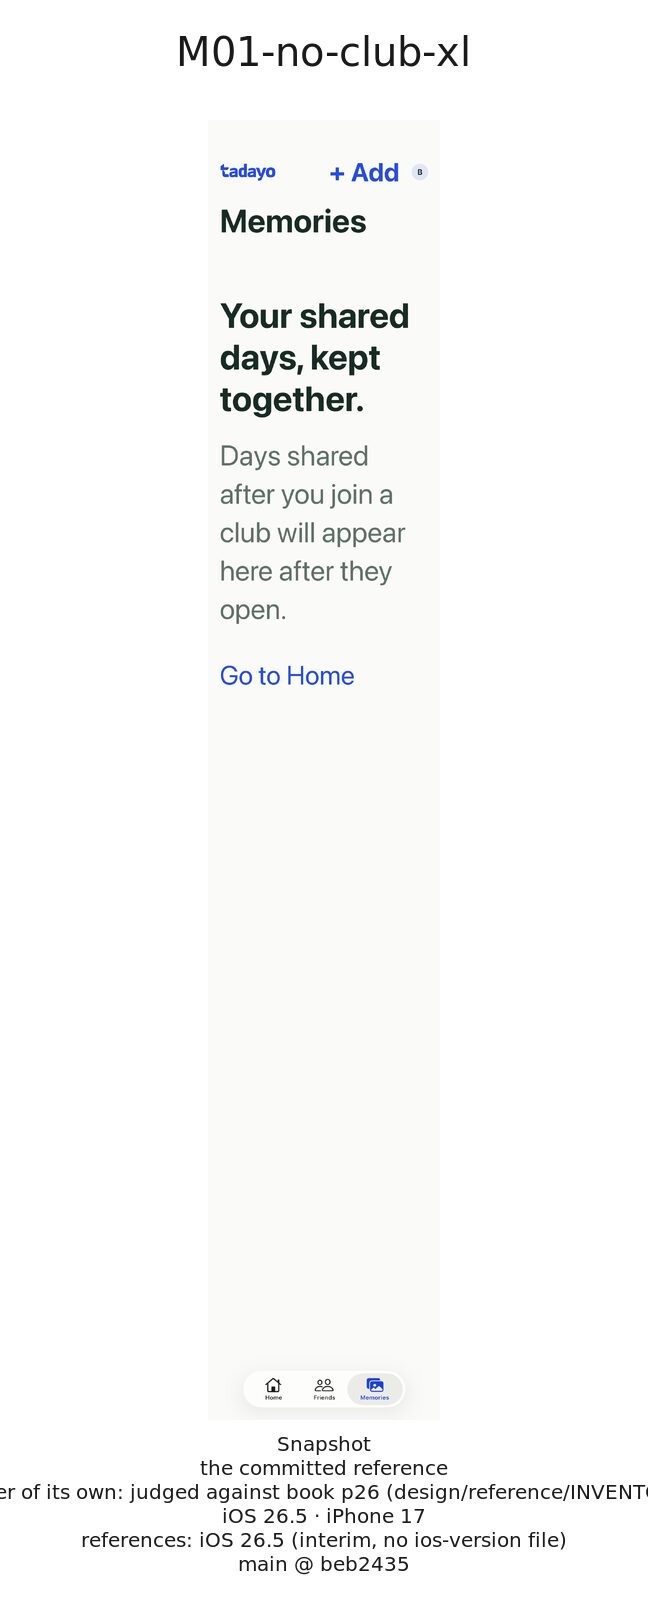 M01-no-club-xl
tadayo
+ Add
B
Memories
Your shared
days, kept
together.
Days shared
after you join a
club will appear
here after they
open.
Go to Home
Home
Friends
Memories
Snapshot
the committed reference
of its own: judged against book p26 (design/reference/
iOS 26.5 · iPhone 17
references: iOS 26.5 (interim, no ios-version file)
main @ beb2435